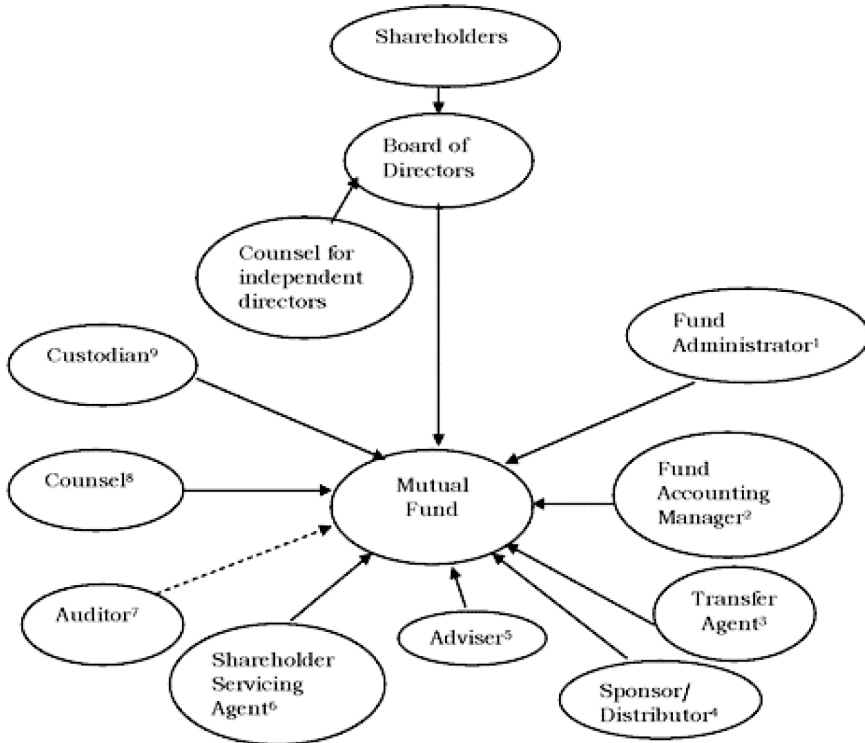 Shareholders
Board of
Directors
Counsel for
independent
directors
Fund
Administrator¹
Custodian⁹
Mutual
Fund
Counsel⁸
Fund
Accounting
Manager²
Auditor⁷
Transfer
Agent³
Adviser⁵
Shareholder
Servicing
Agent⁶
Sponsor/
Distributor⁴